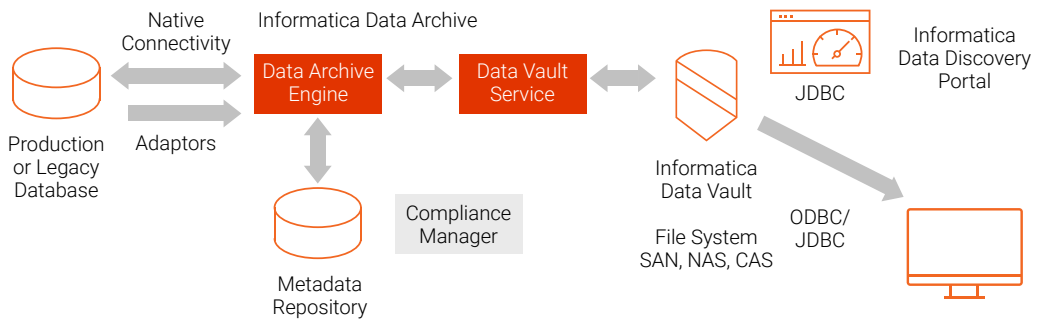 Native
Connectivity
Informatica Data Archive
Informatica
Data Discovery
Portal
Data Archive
Engine
Data Vault
Service
JDBC
Production
or Legacy
Database
Adaptors
Informatica
Data Vault
Compliance
Manager
ODBC/
JDBC
File System
SAN, NAS, CAS
Metadata
Repository